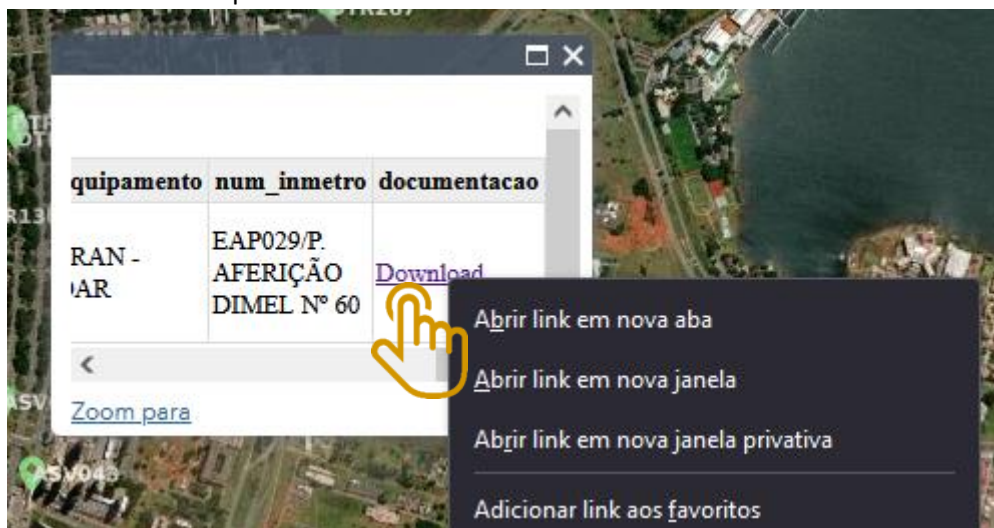 quipamento num_inmetro documentacao
RAN -
AR
EAP029/P.
AFERIÇÃO
DIMEL Nº 60
Download
Zoom para
Abrir link em nova aba
Abrir link em nova janela
Abrir link em nova janela privativa
Adicionar link aos favoritos
ASV043